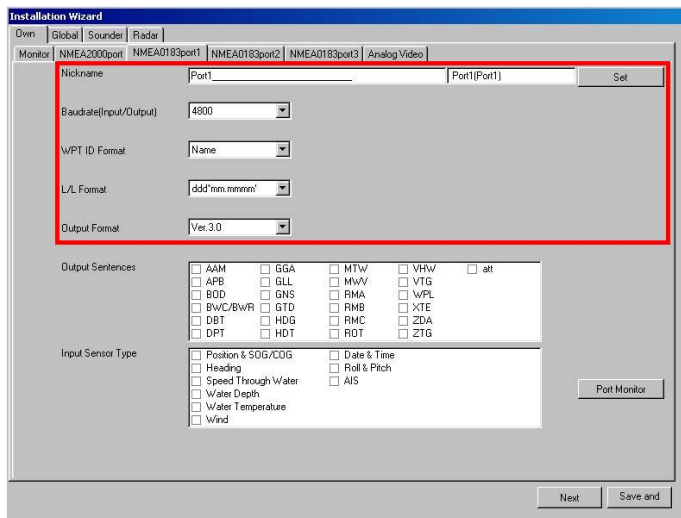 Installation Wizard
Own Global Sounder Radar
Monitor NMEA2000port NMEA0183port1 NMEA0183port2 NMEA0183port3 Analog Video
Nickname Port1 Port1(Port1) Set
Baudrate(Input/Output) 4800
WPT ID Format Name
L/L Format ddd°mm.mmmm'
Output Format Ver.3.0
Output Sentences AAM GGA MTW VHW att
APB GLL MWV VTG
BOD GNS RMA WPL
BWC/BWR GTD RMB XTE
DBT HDG RMC ZDA
DPT HDT ROT ZTG
Input Sensor Type Position & SOG/COG Date & Time
Heading Roll & Pitch
Speed Through Water AIS
Water Depth Port Monitor
Water Temperature
Wind
Next Save and